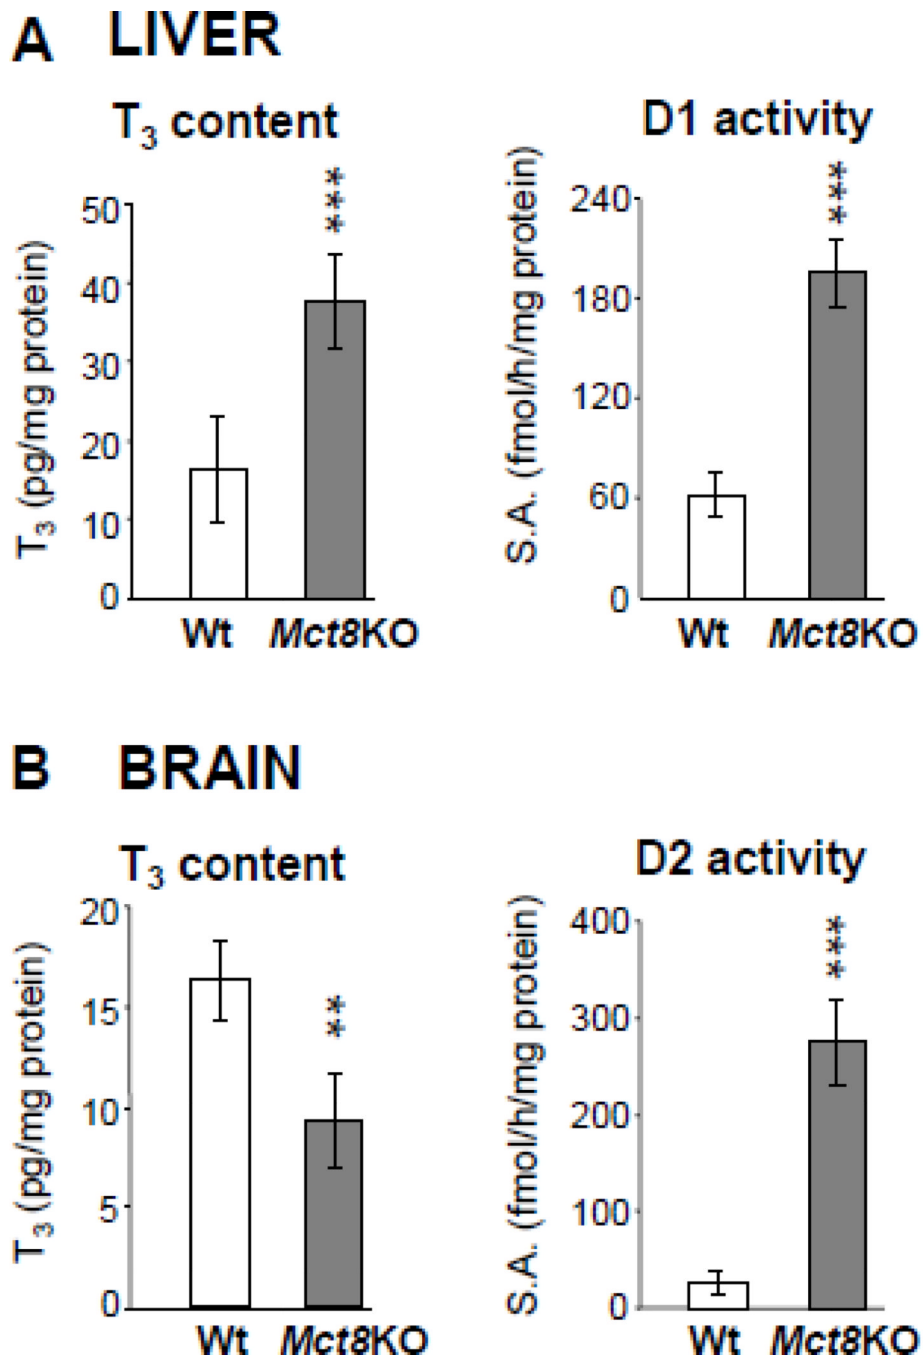 A LIVER
T3 content
T3 (pg/mg protein)
50
40
30
20
10
0
***
Wt Mct8KO
D1 activity
S.A. (fmol/h/mg protein)
240
180
120
60
0
***
Wt Mct8KO
B BRAIN
T3 content
T3 (pg/mg protein)
20
15
10
5
0
**
Wt Mct8KO
D2 activity
S.A. (fmol/h/mg protein)
400
300
200
100
0
***
Wt Mct8KO